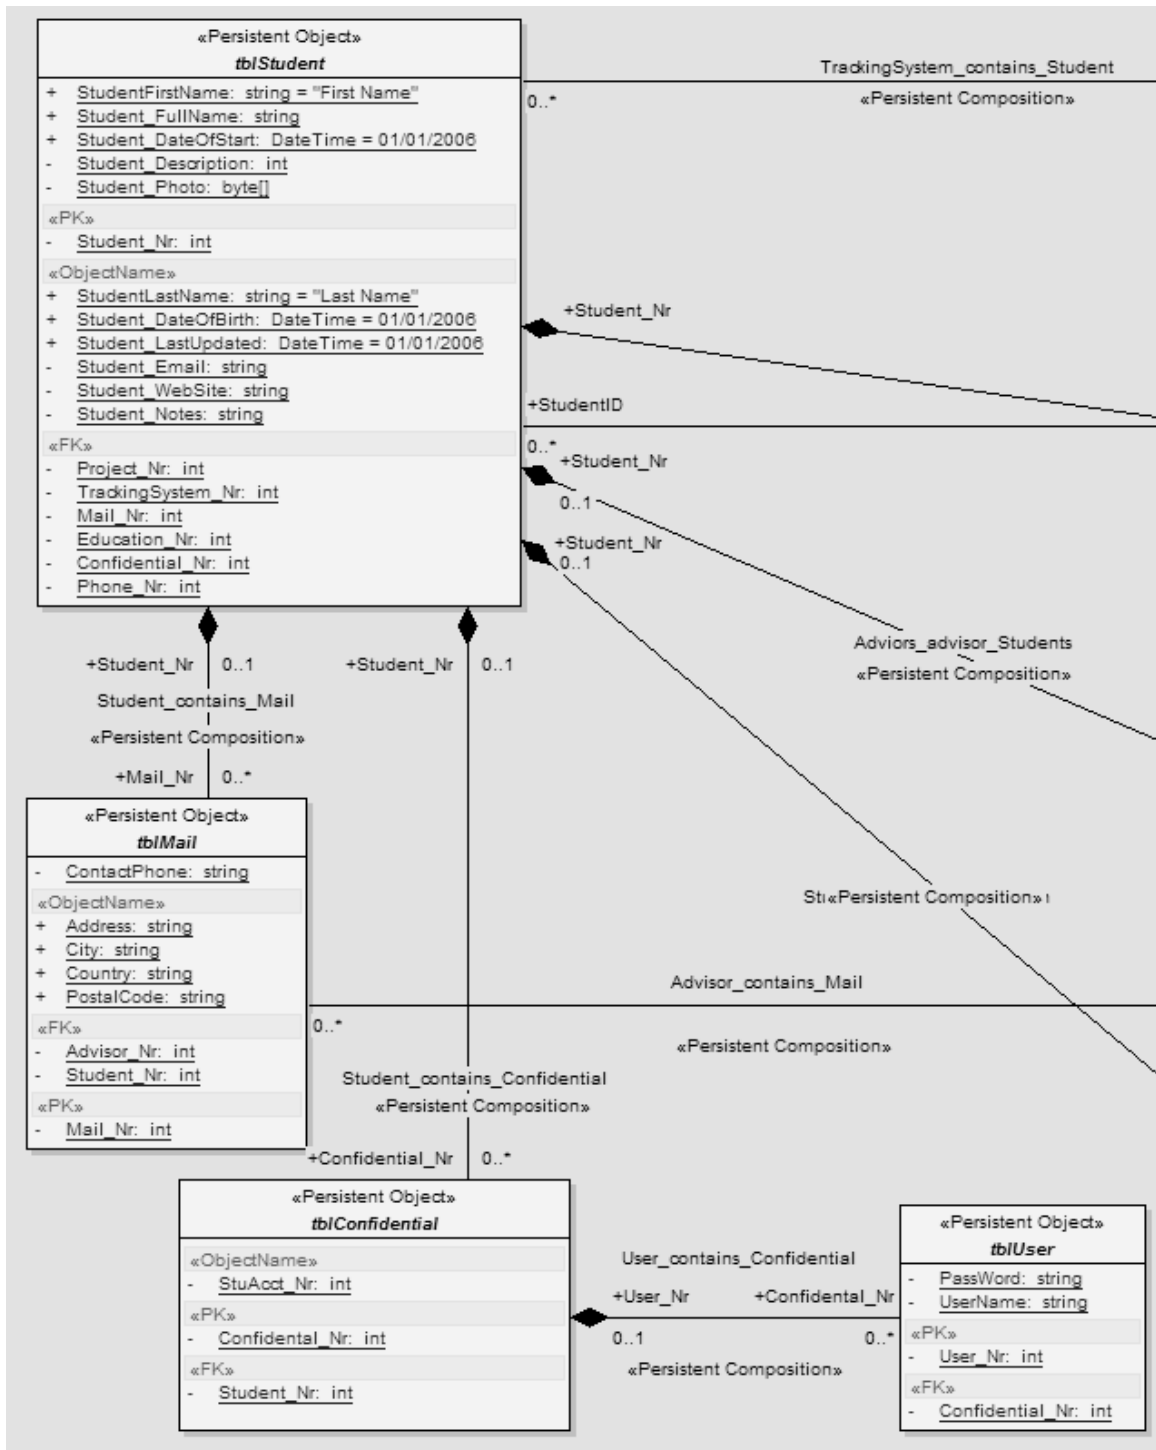 «Persistent Object»
tblStudent
+ StudentFirstName: string = "First Name"
+ Student_FullName: string
+ Student_DateOfStart: DateTime = 01/01/2006
- Student_Description: int
- Student_Photo: byte[]
«PK»
- Student_Nr: int
«ObjectName»
+ StudentLastName: string = "Last Name"
+ Student_DateOfBirth: DateTime = 01/01/2006
+ Student_LastUpdated: DateTime = 01/01/2006
- Student_Email: string
- Student_WebSite: string
- Student_Notes: string
«FK»
- Project_Nr: int
- TrackingSystem_Nr: int
- Mail_Nr: int
- Education_Nr: int
- Confidential_Nr: int
- Phone_Nr: int
TrackingSystem_contains_Student
0..*
«Persistent Composition»
+Student_Nr
+StudentID
0..*
+Student_Nr
0..1
+Student_Nr
0..1
Adviors_advisor_Students
«Persistent Composition»
+Student_Nr 0..1
Student_contains_Mail
«Persistent Composition»
+Mail_Nr 0..*
+Student_Nr 0..1
«Persistent Composition»
«Persistent Object»
tblMail
- ContactPhone: string
«ObjectName»
+ Address: string
+ City: string
+ Country: string
+ PostalCode: string
«FK»
- Advisor_Nr: int
- Student_Nr: int
«PK»
- Mail_Nr: int
Advisor_contains_Mail
0..*
«Persistent Composition»
Student_contains_Confidential
«Persistent Composition»
+Confidential_Nr 0..*
«Persistent Object»
tblConfidential
«ObjectName»
- StuAcct_Nr: int
«PK»
- Confidental_Nr: int
«FK»
- Student_Nr: int
User_contains_Confidential
+User_Nr +Confidental_Nr
0..1 0..*
«Persistent Composition»
«Persistent Object»
tblUser
- PassWord: string
- UserName: string
«PK»
- User_Nr: int
«FK»
- Confidential_Nr: int